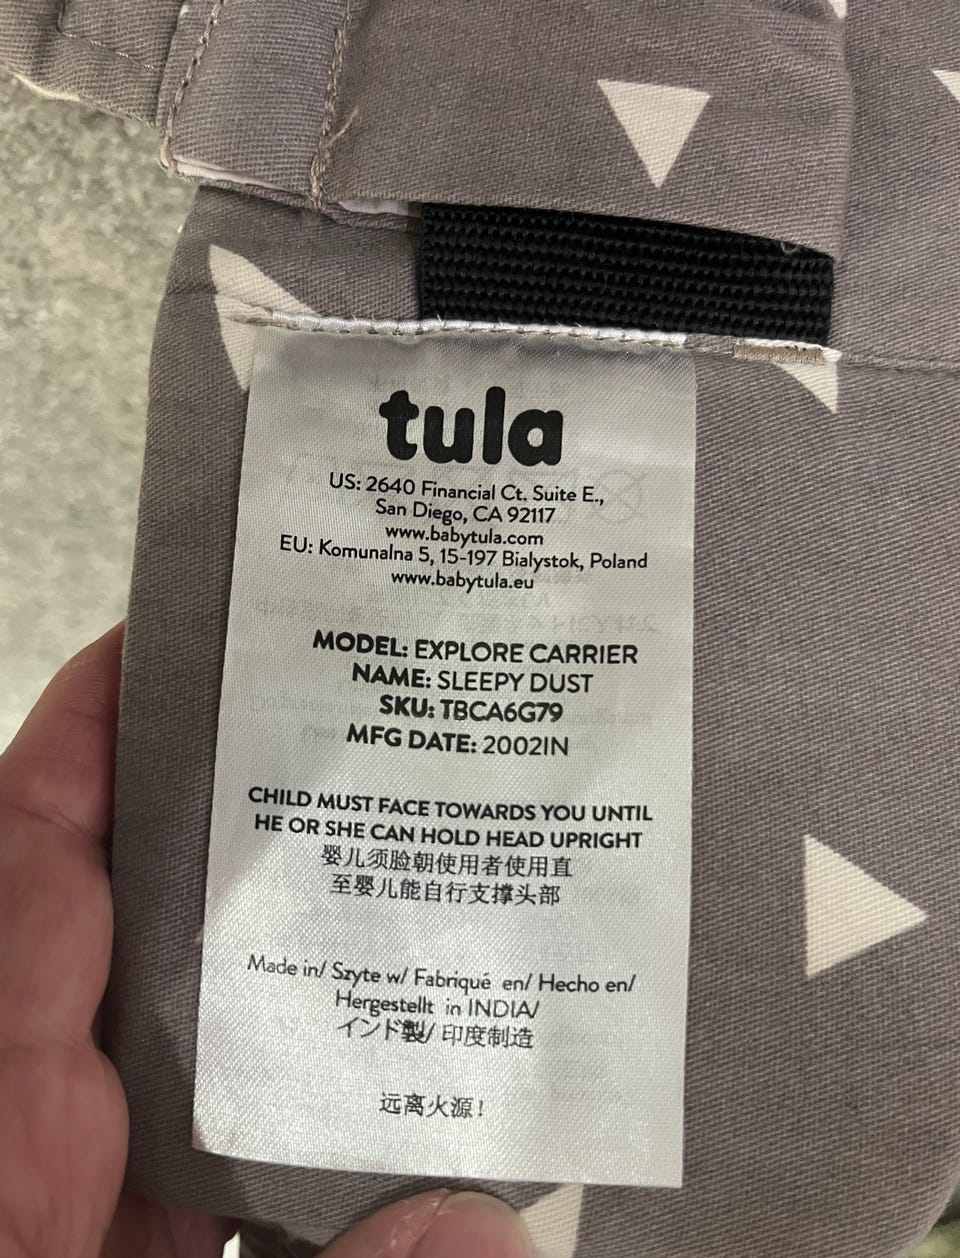 tula
US: 2640 Financial Ct. Suite E.,
San Diego, CA 92117
www.babytula.com
EU: Komunalna 5, 15-197 Bialystok, Poland
www.babytula.eu
MODEL: EXPLORE CARRIER
NAME: SLEEPY DUST
SKU: TBCA6G79
MFG DATE: 2002IN
CHILD MUST FACE TOWARDS YOU UNTIL
HE OR SHE CAN HOLD HEAD UPRIGHT
婴儿须脸朝使用者使用直
至婴儿能自行支撑头部
Made in/ Szyte w/ Fabriqué en/ Hecho en/
Hergestellt in INDIA/
インド製/ 印度制造
远离火源!